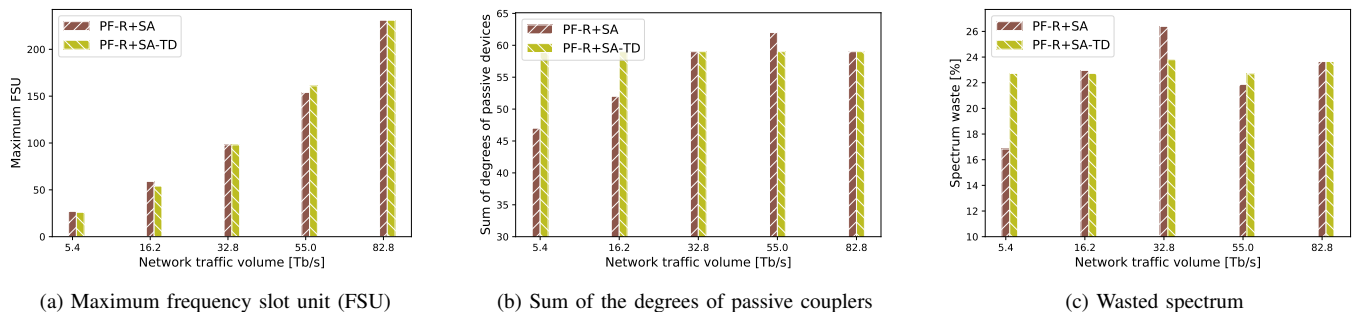 PF-R+SA
PF-R+SA-TD
Maximum FSU
200
150
100
50
0
5.4 16.2 32.8 55.0 82.8
Network traffic volume [Tb/s]
(a) Maximum frequency slot unit (FSU)
PF-R+SA
PF-R+SA-TD
Sum of degrees of passive devices
65
60
55
50
45
40
35
30
5.4 16.2 32.8 55.0 82.8
Network traffic volume [Tb/s]
(b) Sum of the degrees of passive couplers
PF-R+SA
PF-R+SA-TD
Spectrum waste [%]
26
24
22
20
18
16
14
12
10
5.4 16.2 32.8 55.0 82.8
Network traffic volume [Tb/s]
(c) Wasted spectrum